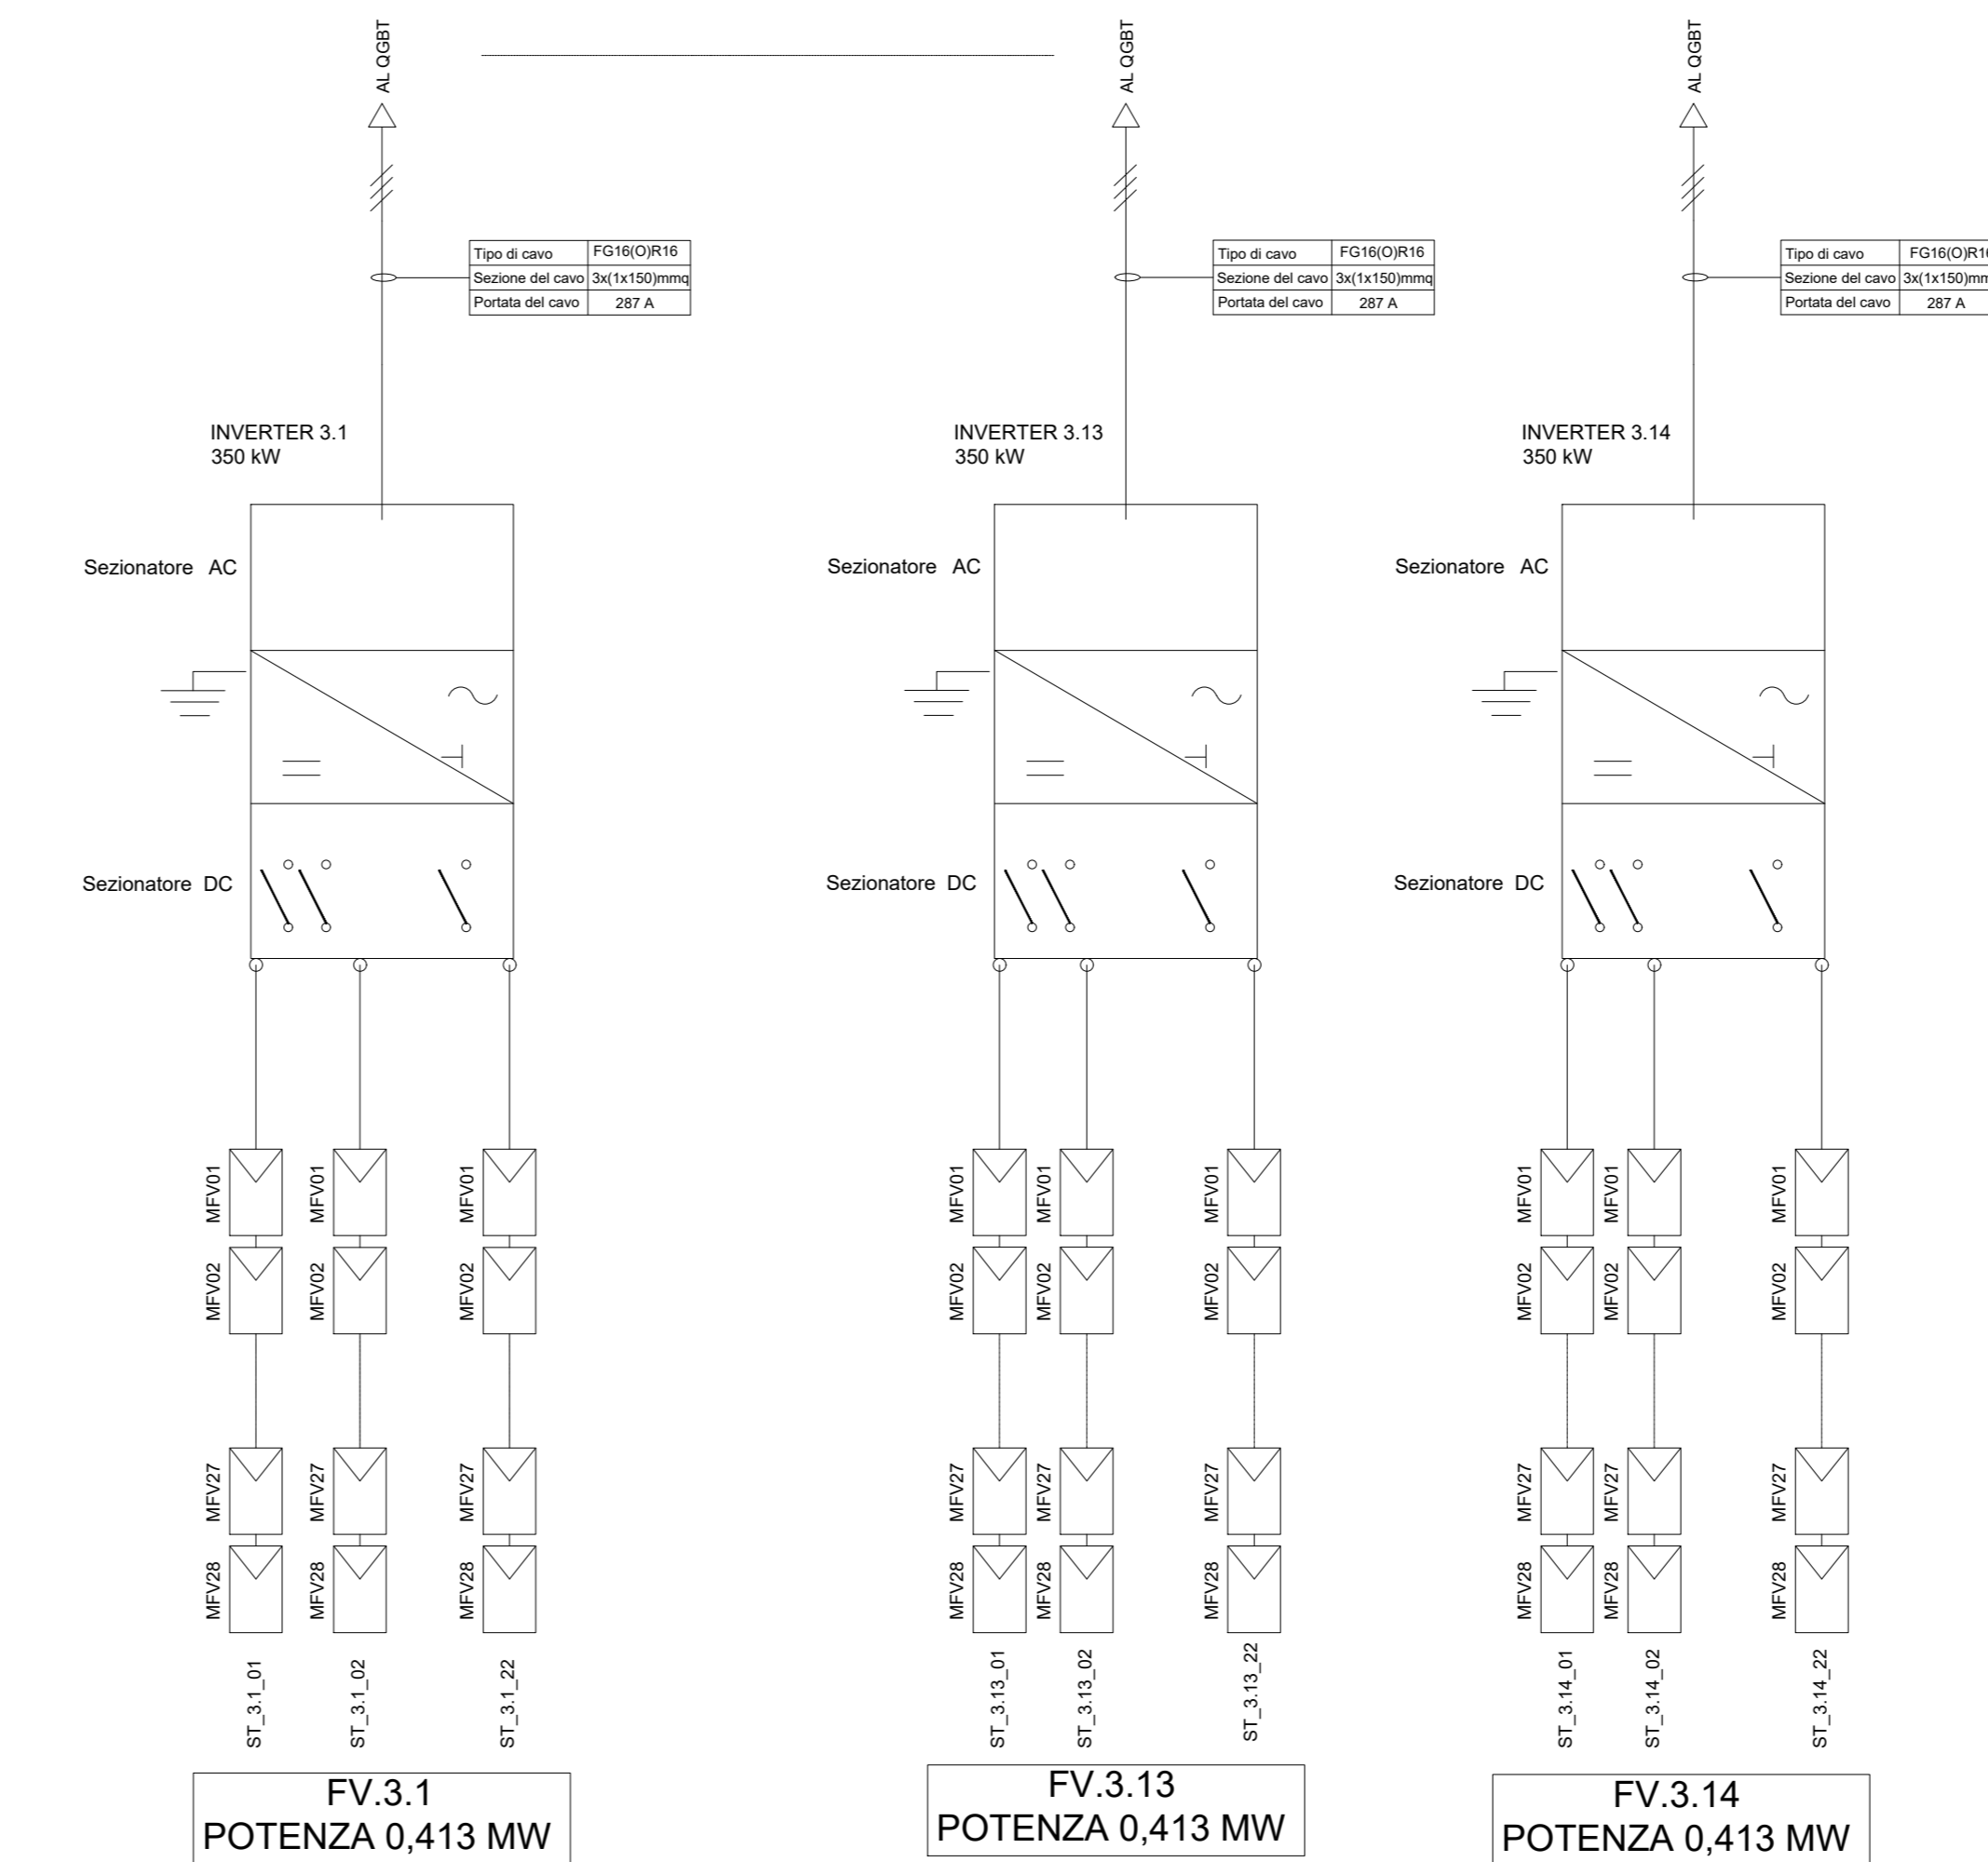 AL QGBT
AL QGBT
AL QGBT
Tipo di cavo FG16(O)R16
Sezione del cavo 3x(1x150)mmq
Portata del cavo 287 A
Tipo di cavo FG16(O)R16
Sezione del cavo 3x(1x150)mmq
Portata del cavo 287 A
Tipo di cavo
Sezione del cavo
Portata del cavo 287 A
INVERTER 3.1
350 kW
INVERTER 3.13
350 kW
INVERTER 3.14
350 kW
Sezionatore AC
Sezionatore AC
Sezionatore AC
Sezionatore DC
Sezionatore DC
Sezionatore DC
MFV01
MFV01
MFV01
MFV01
MFV01
MFV01
MFV01
MFV01
MFV01
MFV02
MFV02
MFV02
MFV02
MFV02
MFV02
MFV02
MFV02
MFV02
MFV27
MFV27
MFV27
MFV27
MFV27
MFV27
MFV27
MFV27
MFV27
MFV28
MFV28
MFV28
MFV28
MFV28
MFV28
MFV28
MFV28
MFV28
ST_3.1_01
ST_3.1_02
ST_3.1_22
ST_3.13_01
ST_3.13_02
ST_3.13_22
ST_3.14_01
ST_3.14_02
ST_3.14_22
FV.3.1
POTENZA 0,413 MW
FV.3.13
POTENZA 0,413 MW
FV.3.14
POTENZA 0,413 MW